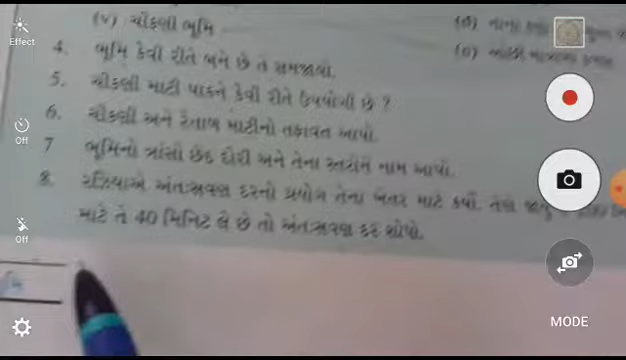 (v) ચીકણી ભૂમિ
4. ભૂમિ કેવી રીતે બને છે તે સમજાવો.
5. ચીકણી માટી પાકને કેવી રીતે ઉપયોગી છે ?
6. ચીકણી અને રેતાળ માટીનો તફાવત આપો.
7 ભૂમિનો ત્રાંસો છેદ દોરી અને તેના સ્તરોને નામ આપો.
8. રઝિયાએ અંતઃસ્રવણ દરનો પ્રયોગ તેના ખેતર માટે કર્યો. તેણે
માટે તે 40 મિનિટ લે છે તો અંતઃસ્રવણ દર શોધો.
Effect
Off
Off
MODE